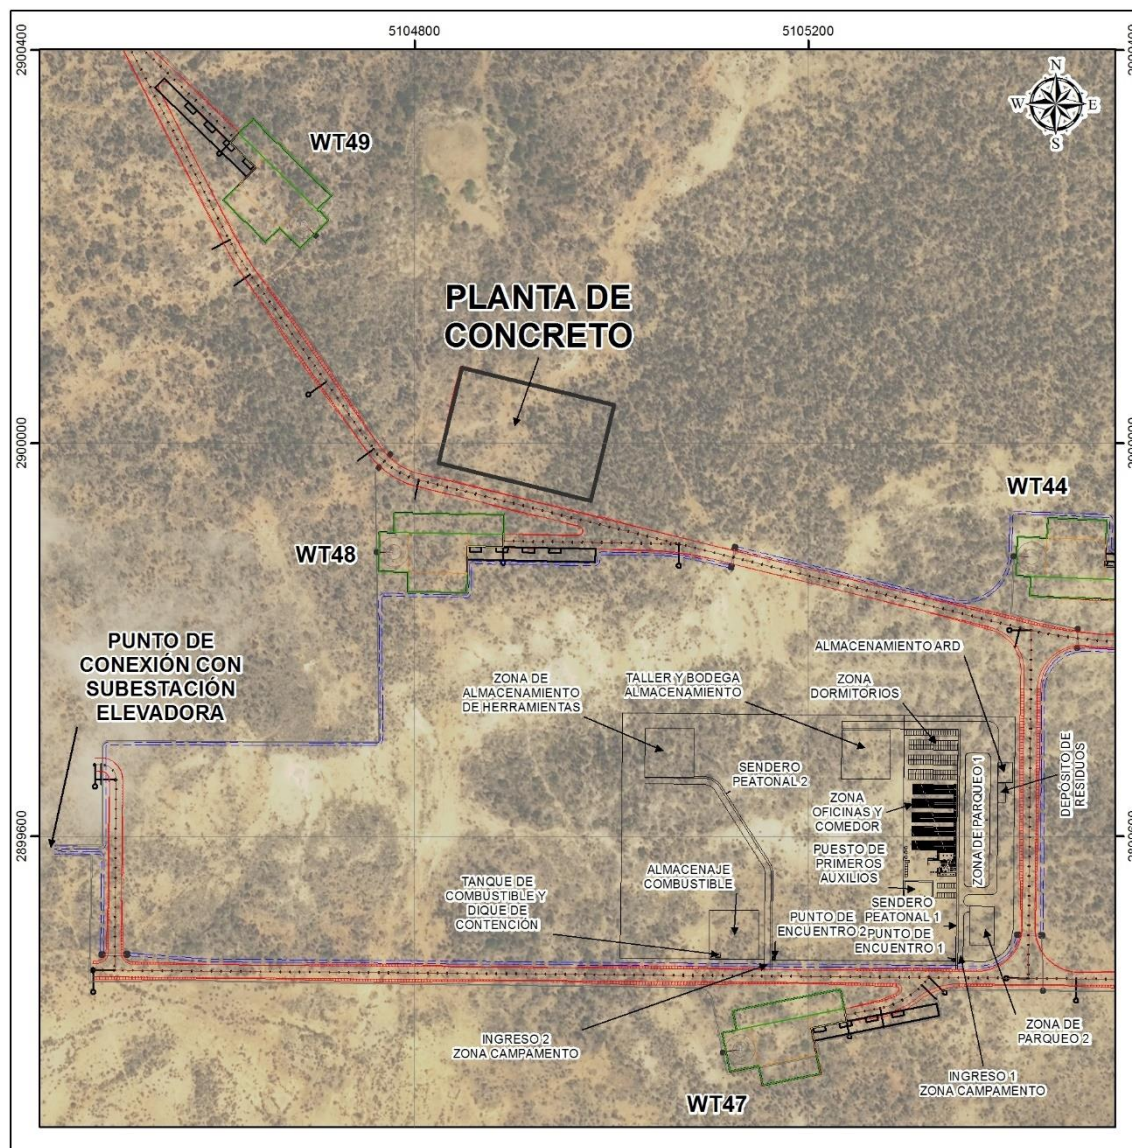 5104800
5105200
2900400
2900400
N
W
E
S
WT49
PLANTA DE
CONCRETO
2900000
2900000
WT44
WT48
PUNTO DE
CONEXIÓN CON
SUBESTACIÓN
ELEVADORA
ALMACENAMIENTO ARD
ZONA DE
ALMACENAMIENTO
DE HERRAMIENTAS
TALLER Y BODEGA
ALMACENAMIENTO
ZONA
DORMITORIOS
SENDERO
PEATONAL 2
DEPÓSITO DE
RESIDUOS
ZONA
OFICINAS Y
COMEDOR
ZONA DE PARQUEO 1
2899600
2899600
PUESTO DE
PRIMEROS
AUXILIOS
ALMACENAJE
COMBUSTIBLE
TANQUE DE
COMBUSTIBLE Y
DIQUE DE
CONTENCIÓN
SENDERO
PEATONAL 1
PUNTO DE
ENCUENTRO 2
PUNTO DE
ENCUENTRO 1
INGRESO 2
ZONA CAMPAMENTO
ZONA DE
PARQUEO 2
INGRESO 1
ZONA CAMPAMENTO
WT47